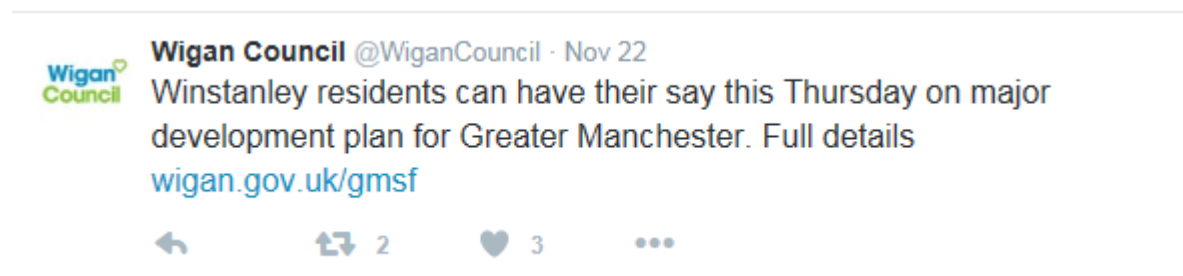 Wigan Council
Wigan Council @WiganCouncil · Nov 22
Winstanley residents can have their say this Thursday on major
development plan for Greater Manchester. Full details
wigan.gov.uk/gmsf
2 3